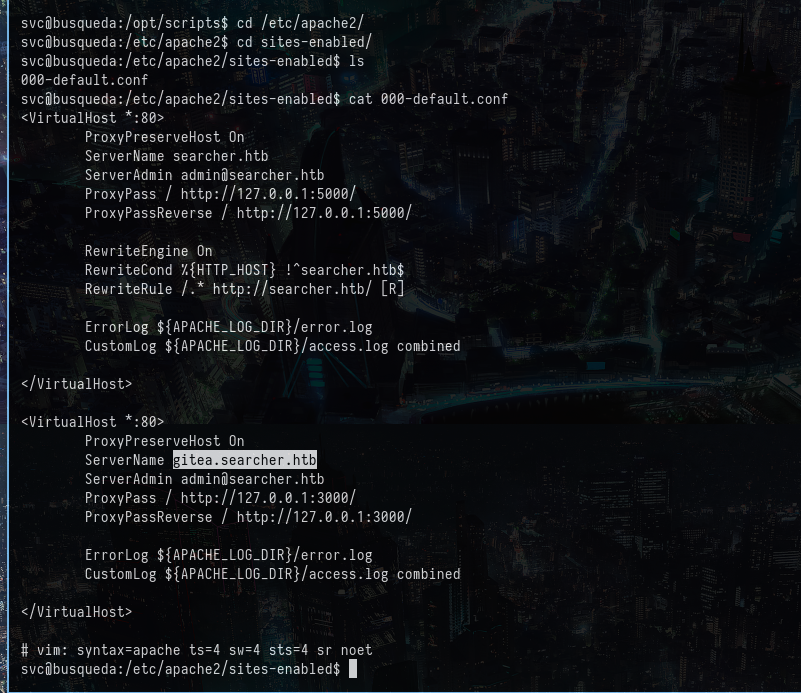 svc@busqueda:/opt/scripts$ cd /etc/apache2/
svc@busqueda:/etc/apache2$ cd sites-enabled/
svc@busqueda:/etc/apache2/sites-enabled$ ls
000-default.conf
svc@busqueda:/etc/apache2/sites-enabled$ cat 000-default.conf
<VirtualHost *:80>
        ProxyPreserveHost On
        ServerName searcher.htb
        ServerAdmin admin@searcher.htb
        ProxyPass / http://127.0.0.1:5000/
        ProxyPassReverse / http://127.0.0.1:5000/

        RewriteEngine On
        RewriteCond %{HTTP_HOST} !^searcher.htb$
        RewriteRule /.* http://searcher.htb/ [R]

        ErrorLog ${APACHE_LOG_DIR}/error.log
        CustomLog ${APACHE_LOG_DIR}/access.log combined

</VirtualHost>

<VirtualHost *:80>
        ProxyPreserveHost On
        ServerName gitea.searcher.htb
        ServerAdmin admin@searcher.htb
        ProxyPass / http://127.0.0.1:3000/
        ProxyPassReverse / http://127.0.0.1:3000/

        ErrorLog ${APACHE_LOG_DIR}/error.log
        CustomLog ${APACHE_LOG_DIR}/access.log combined

</VirtualHost>

# vim: syntax=apache ts=4 sw=4 sts=4 sr noet
svc@busqueda:/etc/apache2/sites-enabled$